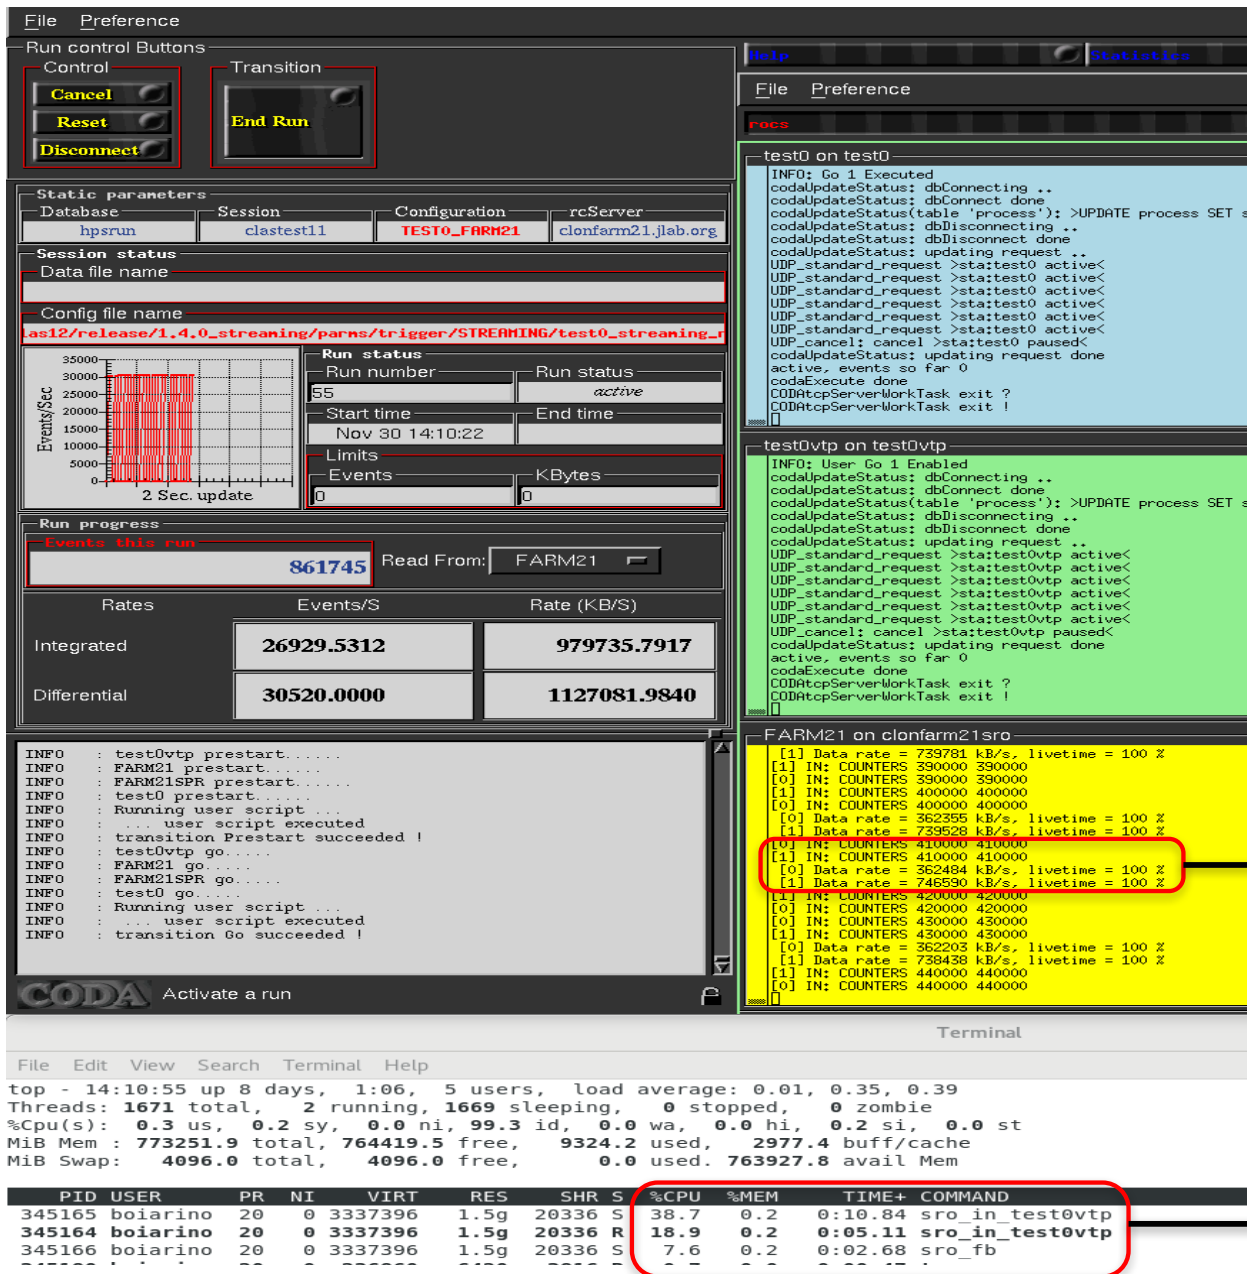 File Preference
Run control Buttons
Control
Transition
Cancel
Reset
Disconnect
End Run
Static parameters
Database Session Configuration rcServer
hpsrun clastest11 TEST0_FARM21 clonfarm21.jlab.org
Session status
Data file name
Config file name
las12/release/1.4.0_streaming/parms/trigger/STREAMING/test0_streaming_
Events/Sec
35000
30000
25000
20000
15000
10000
5000
0
2 Sec. update
Run status
Run number Run status
55 active
Start time End time
Nov 30 14:10:22
Limits
Events KBytes
0 0
Run progress
Events this run
861745 Read From: FARM21
Rates Events/S Rate (KB/S)
Integrated 26929.5312 979735.7917
Differential 30520.0000 1127081.9840
INFO : test0vtp prestart......
INFO : FARM21 prestart......
INFO : FARM21SPR prestart......
INFO : test0 prestart......
INFO : Running user script ...
INFO : ... user script executed
INFO : transition Prestart succeeded !
INFO : test0vtp go.....
INFO : FARM21 go.....
INFO : FARM21SPR go.....
INFO : test0 go.....
INFO : Running user script ...
INFO : ... user script executed
INFO : transition Go succeeded !
CODA Activate a run
Help Statistics
File Preference
rocs
test0 on test0
INFO: Go 1 Executed
codaUpdateStatus: dbConnecting ..
codaUpdateStatus: dbConnect done
codaUpdateStatus(table 'process'): >UPDATE process SET s
codaUpdateStatus: dbDisconnecting ..
codaUpdateStatus: dbDisconnect done
codaUpdateStatus: updating request ..
UDP_standard_request >sta:test0 active<
UDP_standard_request >sta:test0 active<
UDP_standard_request >sta:test0 active<
UDP_standard_request >sta:test0 active<
UDP_standard_request >sta:test0 active<
UDP_standard_request >sta:test0 active<
UDP_cancel: cancel >sta:test0 paused<
codaUpdateStatus: updating request done
active, events so far 0
codaExecute done
CODAtcpServerWorkTask exit ?
CODAtcpServerWorkTask exit !
test0vtp on test0vtp
INFO: User Go 1 Enabled
codaUpdateStatus: dbConnecting ..
codaUpdateStatus: dbConnect done
codaUpdateStatus(table 'process'): >UPDATE process SET s
codaUpdateStatus: dbDisconnecting ..
codaUpdateStatus: dbDisconnect done
codaUpdateStatus: updating request ..
UDP_standard_request >sta:test0vtp active<
UDP_standard_request >sta:test0vtp active<
UDP_standard_request >sta:test0vtp active<
UDP_standard_request >sta:test0vtp active<
UDP_standard_request >sta:test0vtp active<
UDP_standard_request >sta:test0vtp active<
UDP_cancel: cancel >sta:test0vtp paused<
codaUpdateStatus: updating request done
active, events so far 0
codaExecute done
CODAtcpServerWorkTask exit ?
CODAtcpServerWorkTask exit !
FARM21 on clonfarm21sro
[1] Data rate = 739781 kB/s, livetime = 100 %
[1] IN: COUNTERS 390000 390000
[0] IN: COUNTERS 390000 390000
[1] IN: COUNTERS 400000 400000
[0] IN: COUNTERS 400000 400000
[0] Data rate = 362355 kB/s, livetime = 100 %
[1] Data rate = 739528 kB/s, livetime = 100 %
[0] IN: COUNTERS 410000 410000
[1] IN: COUNTERS 410000 410000
[0] Data rate = 362484 kB/s, livetime = 100 %
[1] Data rate = 746590 kB/s, livetime = 100 %
[1] IN: COUNTERS 420000 420000
[0] IN: COUNTERS 420000 420000
[0] IN: COUNTERS 430000 430000
[1] IN: COUNTERS 430000 430000
[0] Data rate = 362203 kB/s, livetime = 100 %
[1] Data rate = 738438 kB/s, livetime = 100 %
[1] IN: COUNTERS 440000 440000
[0] IN: COUNTERS 440000 440000
Terminal
File Edit View Search Terminal Help
top - 14:10:55 up 8 days, 1:06, 5 users, load average: 0.01, 0.35, 0.39
Threads: 1671 total, 2 running, 1669 sleeping, 0 stopped, 0 zombie
%Cpu(s): 0.3 us, 0.2 sy, 0.0 ni, 99.3 id, 0.0 wa, 0.0 hi, 0.2 si, 0.0 st
MiB Mem : 773251.9 total, 764419.5 free, 9324.2 used, 2977.4 buff/cache
MiB Swap: 4096.0 total, 4096.0 free, 0.0 used. 763927.8 avail Mem
PID USER PR NI VIRT RES SHR S %CPU %MEM TIME+ COMMAND
345165 boiarino 20 0 3337396 1.5g 20336 S 38.7 0.2 0:10.84 sro_in_test0vtp
345164 boiarino 20 0 3337396 1.5g 20336 R 18.9 0.2 0:05.11 sro_in_test0vtp
345166 boiarino 20 0 3337396 1.5g 20336 S 7.6 0.2 0:02.68 sro_fb